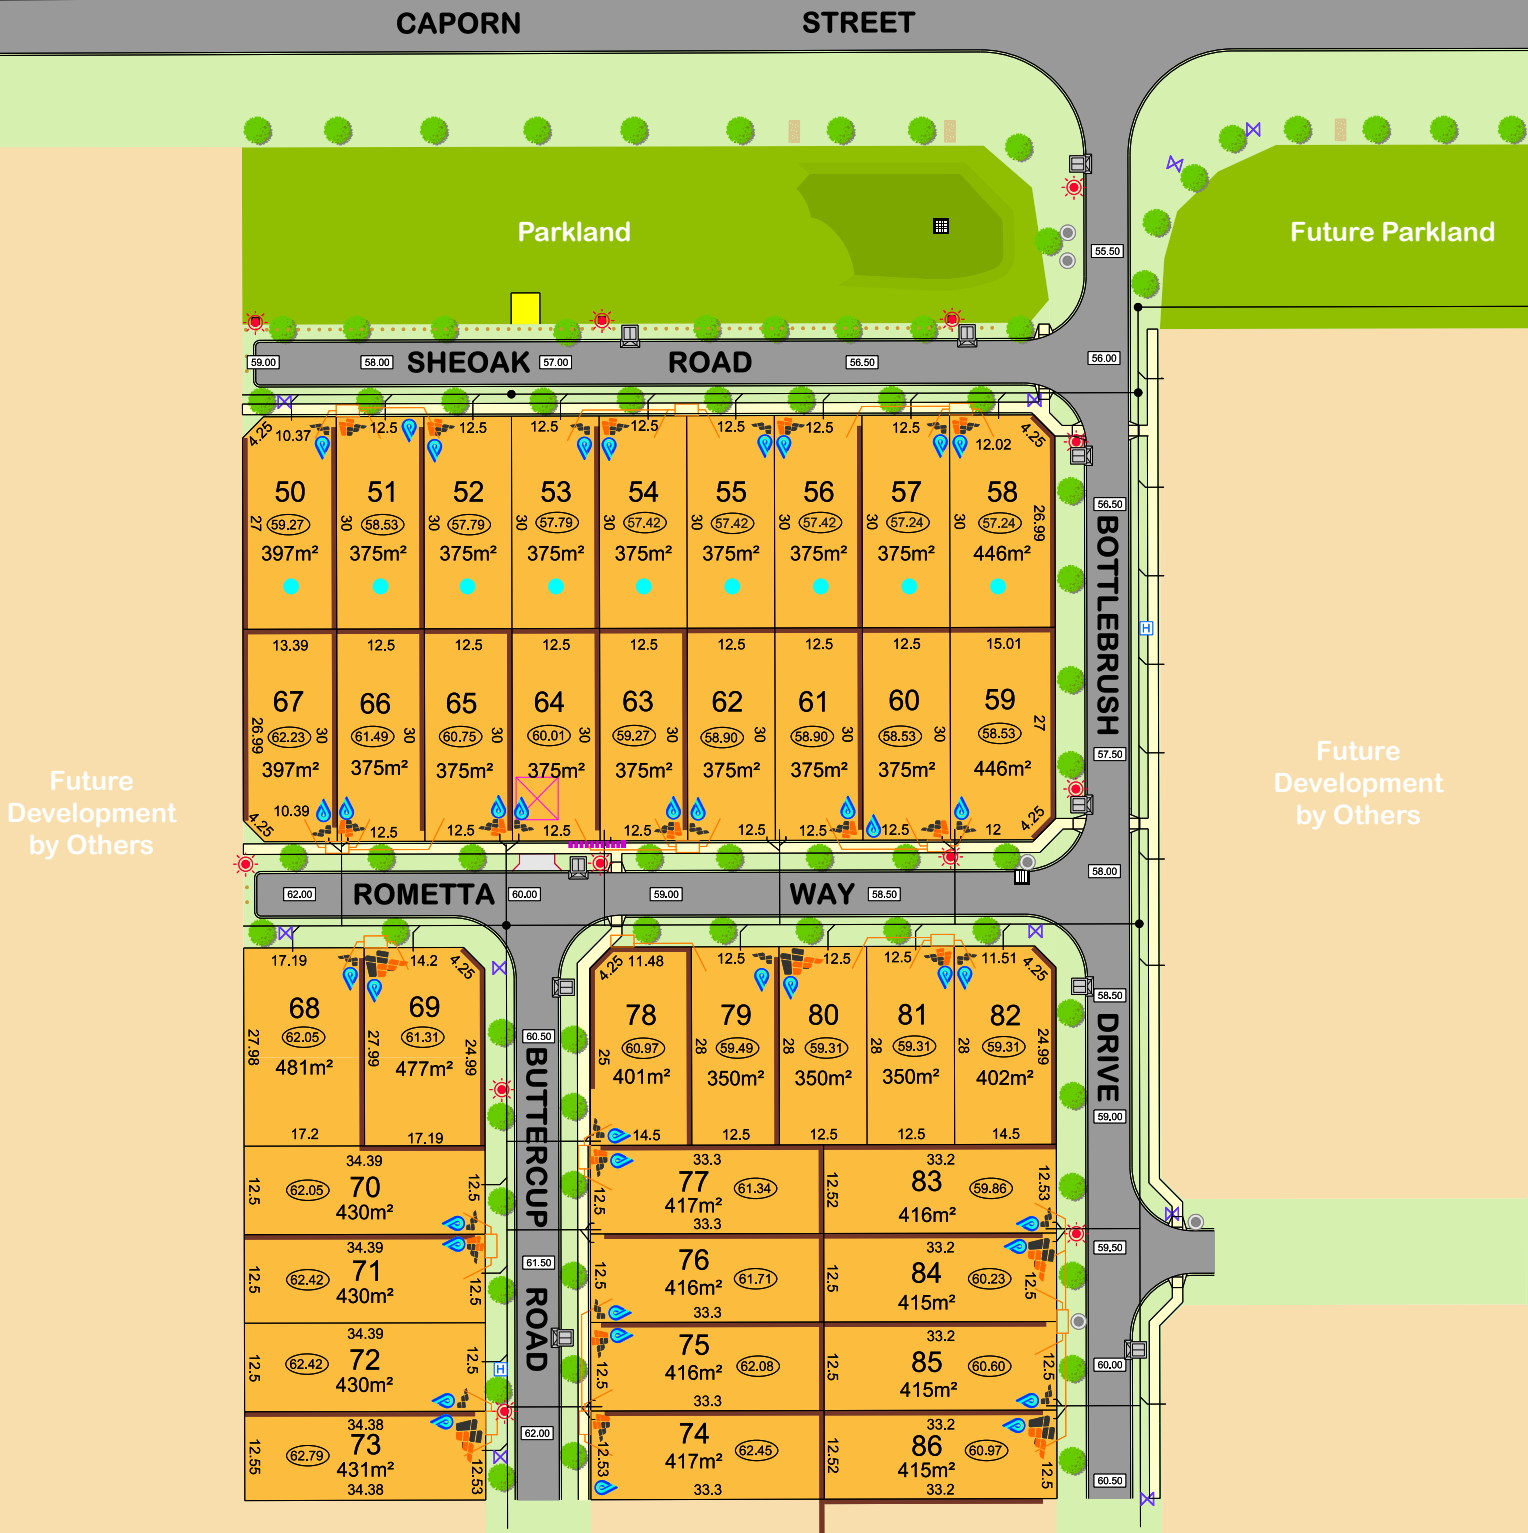 CAPORN STREET
Parkland
Future Parkland
55.50
59.00 58.00 SHEOAK 57.00 ROAD 56.50 56.00
4.25 10.37 12.5 12.5 12.5 12.5 12.5 12.02 4.25
50 51 52 53 54 55 56 57 58
27 59.27 30 58.53 30 57.79 30 57.79 30 57.42 57.42 30 57.42 30 57.24 30 57.24 26.99
397m² 375m² 375m² 375m² 375m² 375m² 375m² 375m² 446m²
56.50
BOTTLEBRUSH
H
13.39 12.5 12.5 12.5 12.5 12.5 12.5 12.5 15.01
67 66 65 64 63 62 61 60 59
26.99 62.23 30 61.49 30 60.75 30 60.01 30 59.27 30 58.90 30 58.90 30 58.53 58.53 27
397m² 375m² 375m² 375m² 375m² 375m² 375m² 375m² 446m²
57.50
4.25 10.39 12.5 12.5 12.5 12.5 12.5 12.5 12.5 12 4.25
Future
Development
by Others
Future
Development
by Others
62.00 ROMETTA 60.00 59.00 WAY 58.50 58.00
17.19 14.2 4.25 4.25 11.48 12.5 12.5 12.5 11.51 4.25
68 69 78 79 80 81 82
27.98 62.05 27.99 61.31 24.99 25 60.97 28 59.49 28 59.31 28 59.31 28 59.31 24.99
481m² 477m² 401m² 350m² 350m² 350m² 402m²
17.2 17.19 14.5 12.5 12.5 12.5 14.5
58.50
DRIVE
59.00
60.50
BUTTERCUP
61.50
ROAD
62.00
34.39
12.5 62.05 70 12.5
430m²
34.39
12.5 62.42 71 12.5
430m²
34.39
12.5 62.42 72 12.5
430m²
H
34.38
12.55 62.79 73 12.53
431m²
34.38
33.3
12.5 77 61.34
417m²
33.3
12.5 76 61.71
416m²
33.3
12.5 75 62.08
416m²
33.3
12.53 74 62.45
417m²
33.3
33.2
12.52 83 59.86 12.53
416m²
33.2
12.5 84 60.23 12.5
415m²
33.2
12.5 85 60.60 12.5
415m²
33.2
12.52 86 60.97 12.5
415m²
33.2
59.50
60.00
60.50